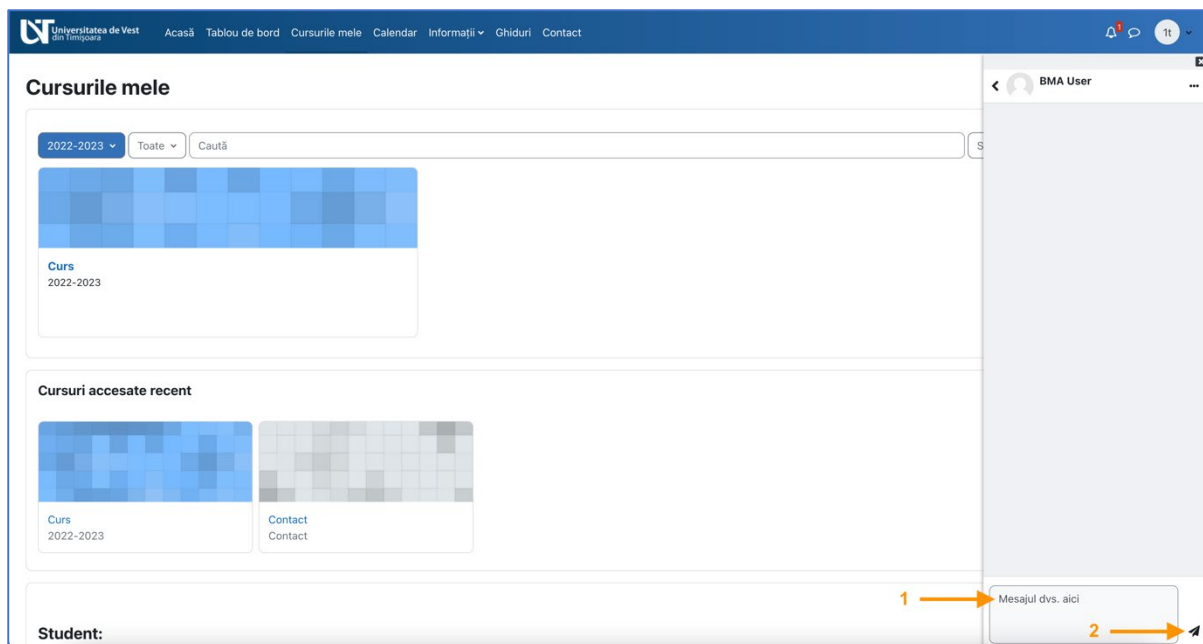 Universitatea de Vest
din Timișoara
Acasă Tablou de bord Cursurile mele Calendar Informații Ghiduri Contact
1
1t
Cursurile mele
BMA User
2022-2023
Toate
Caută
S
Curs
2022-2023
Cursuri accesate recent
Curs
2022-2023
Contact
Contact
1
Mesajul dvs. aici
2
Student: